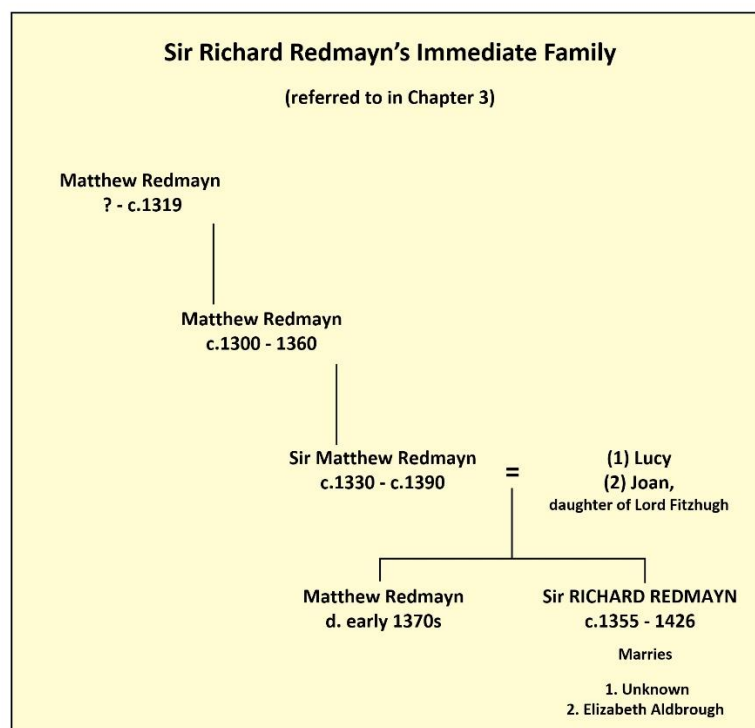 Sir Richard Redmayn’s Immediate Family
(referred to in Chapter 3)
Matthew Redmayn
? - c.1319
Matthew Redmayn
c.1300 - 1360
Sir Matthew Redmayn
c.1330 - c.1390
=
(1) Lucy
(2) Joan,
daughter of Lord Fitzhugh
Matthew Redmayn
d. early 1370s
Sir RICHARD REDMAYN
c.1355 - 1426
Marries
1. Unknown
2. Elizabeth Aldbrough